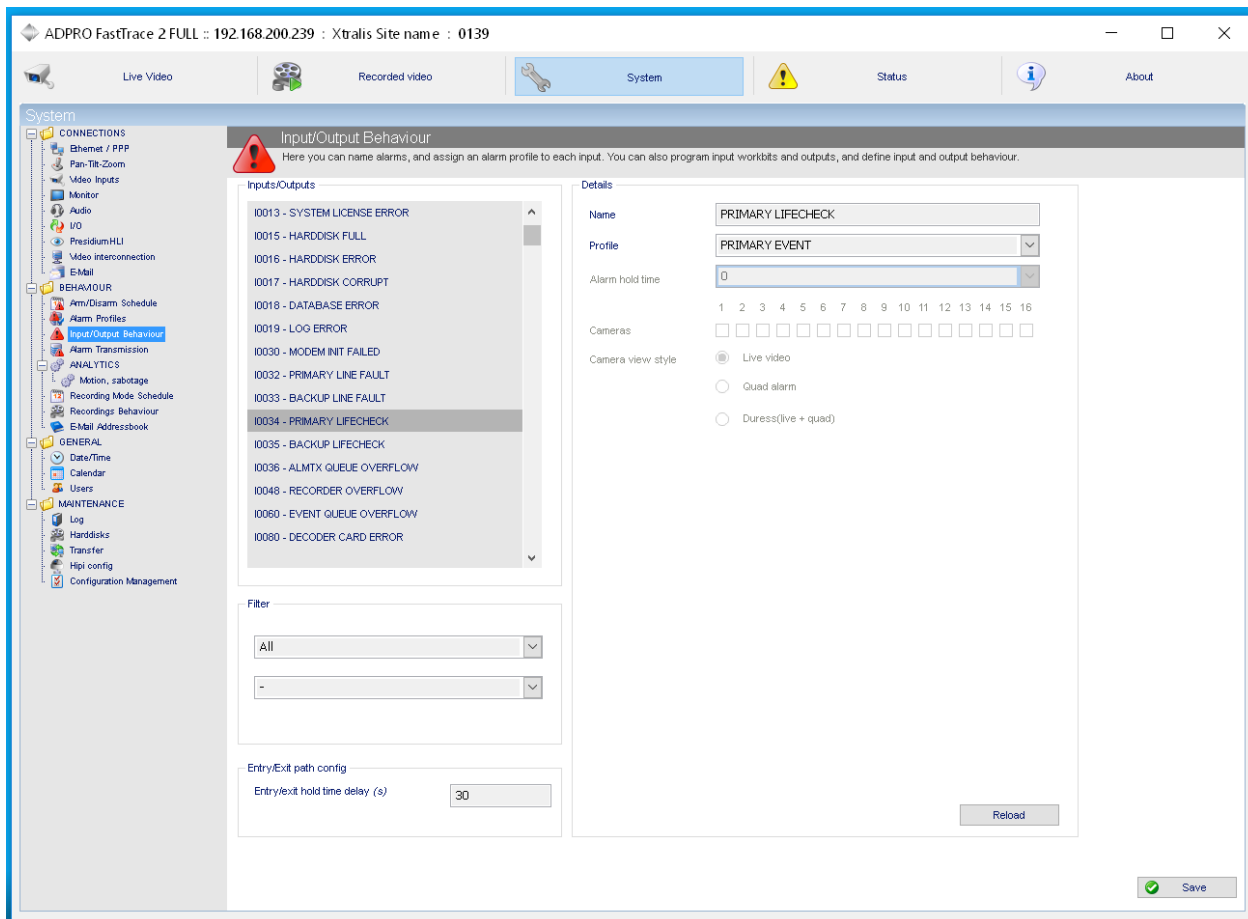 ADPRO FastTrace 2 FULL :: 192.168.200.239 : Xtralis Site name : 0139
Live Video
Recorded video
System
Status
About
System
CONNECTIONS
Ethernet / PPP
Pan-Tilt-Zoom
Video Inputs
Monitor
Audio
I/O
PresidiumHLI
Video interconnection
E-Mail
BEHAVIOUR
Arm/Disarm Schedule
Alarm Profiles
Input/Output Behaviour
Alarm Transmission
ANALYTICS
Motion, sabotage
Recording Mode Schedule
Recordings Behaviour
E-Mail Addressbook
GENERAL
Date/Time
Calendar
Users
MAINTENANCE
Log
Harddisks
Transfer
Hipi config
Configuration Management
Input/Output Behaviour
Here you can name alarms, and assign an alarm profile to each input. You can also program input workbits and outputs, and define input and output behaviour.
Inputs/Outputs
I0013 - SYSTEM LICENSE ERROR
I0015 - HARDDISK FULL
I0016 - HARDDISK ERROR
I0017 - HARDDISK CORRUPT
I0018 - DATABASE ERROR
I0019 - LOG ERROR
I0030 - MODEM INIT FAILED
I0032 - PRIMARY LINE FAULT
I0033 - BACKUP LINE FAULT
I0034 - PRIMARY LIFECHECK
I0035 - BACKUP LIFECHECK
I0036 - ALMTX QUEUE OVERFLOW
I0048 - RECORDER OVERFLOW
I0060 - EVENT QUEUE OVERFLOW
I0080 - DECODER CARD ERROR
Filter
All
-
Entry/Exit path config
Entry/exit hold time delay (s) 30
Details
Name PRIMARY LIFECHECK
Profile PRIMARY EVENT
Alarm hold time 0
1 2 3 4 5 6 7 8 9 10 11 12 13 14 15 16
Cameras
Camera view style Live video
Quad alarm
Duress(live + quad)
Reload
Save